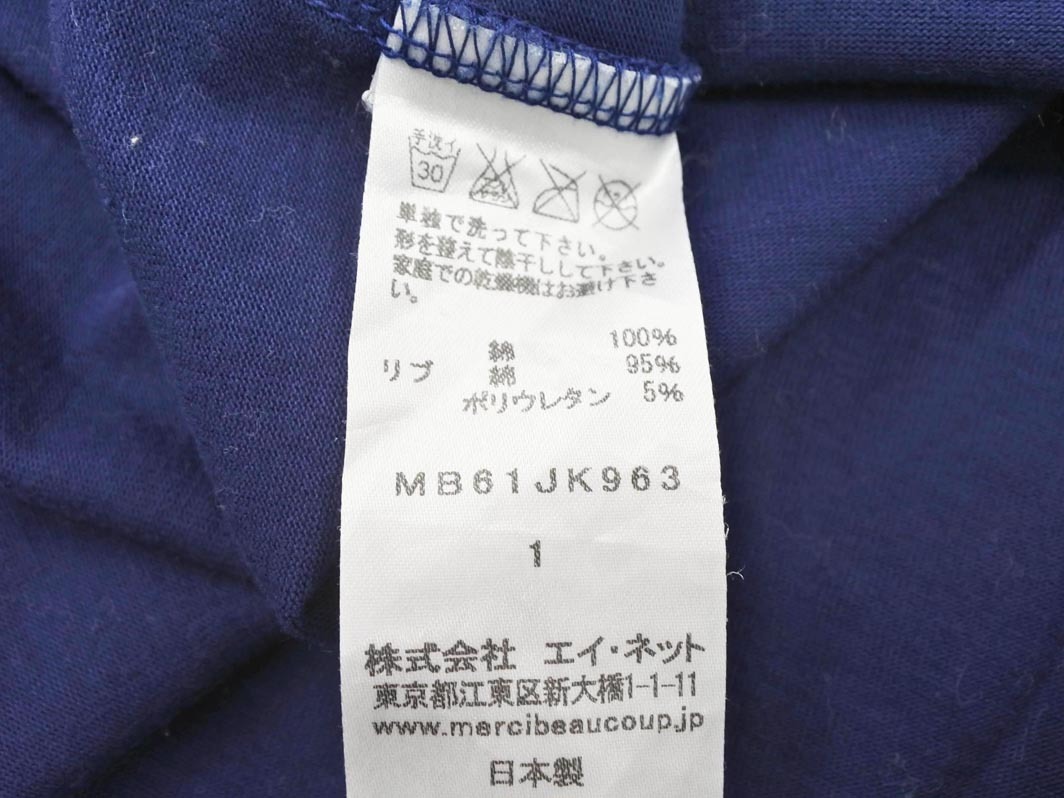 手洗イ
30
単独で洗って下さい。
形を整えて陰干しして下さい。
家庭での乾燥機はお避け下さ
い。
綿 100%
リブ 綿 95%
ポリウレタン 5%
MB61JK963
1
株式会社 エイ・ネット
東京都江東区新大橋1-1-11
www.mercibeaucoup.jp
日本製